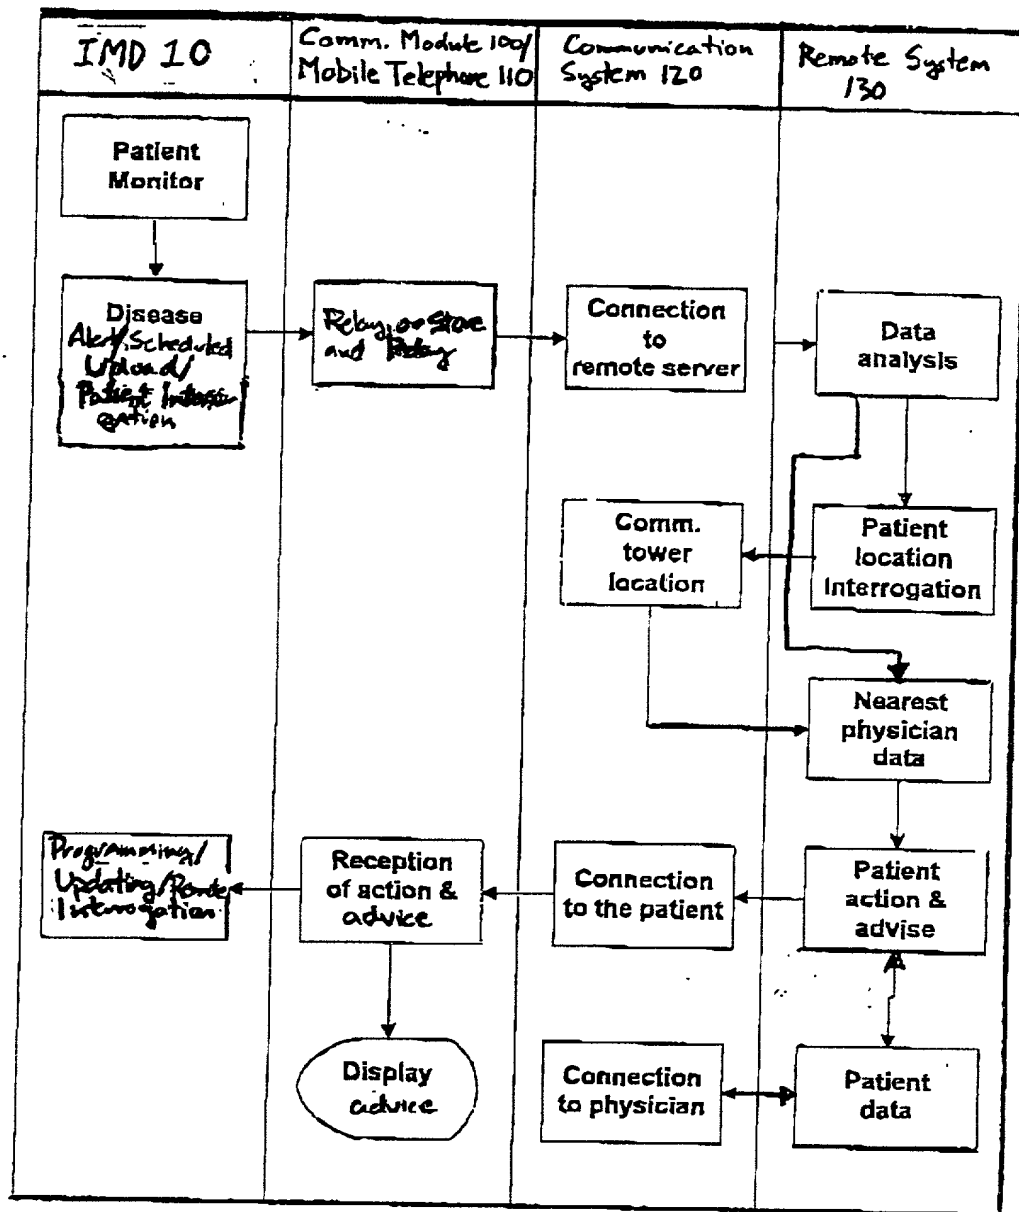 IMD 10
Comm. Module 100/
Mobile Telephone 110
Communication
System 120
Remote System
130
Patient
Monitor
Disease
Alert/Scheduled
Upload/
Patient Interro-
gation
Relay, or Store
and Relay
Connection
to
remote server
Data
analysis
Comm.
tower
location
Patient
location
Interrogation
Nearest
physician
data
Programming/
Updating/Remote
Interrogation
Reception
of action &
advice
Connection
to the patient
Patient
action &
advise
Display
advice
Connection
to physician
Patient
data